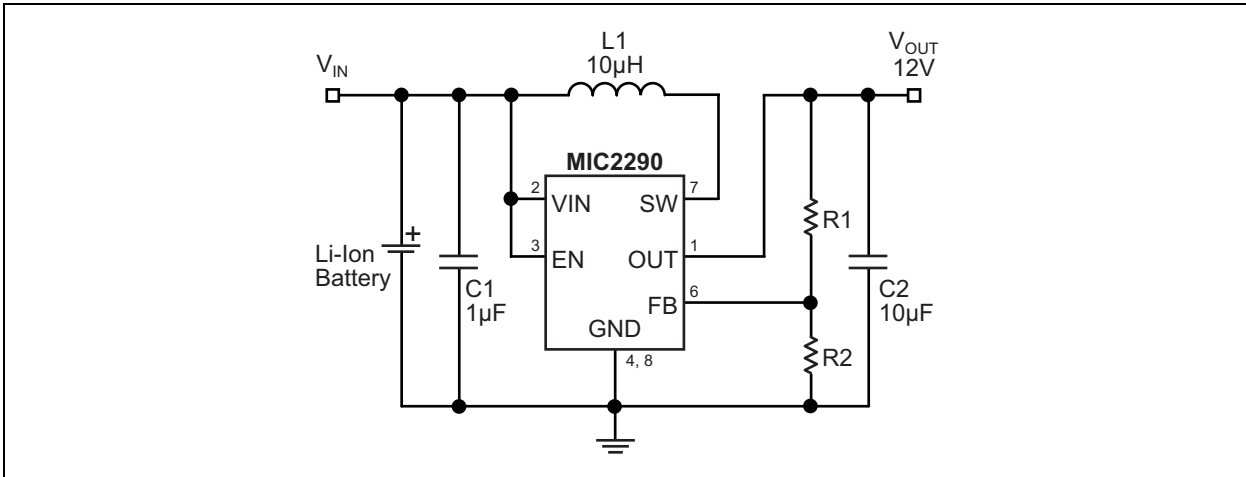 V_IN
L1
10µH
V_OUT
12V
MIC2290
2
VIN
SW
7
3
EN
OUT
1
FB
6
GND
4, 8
+
Li-Ion
Battery
C1
1µF
R1
C2
10µF
R2